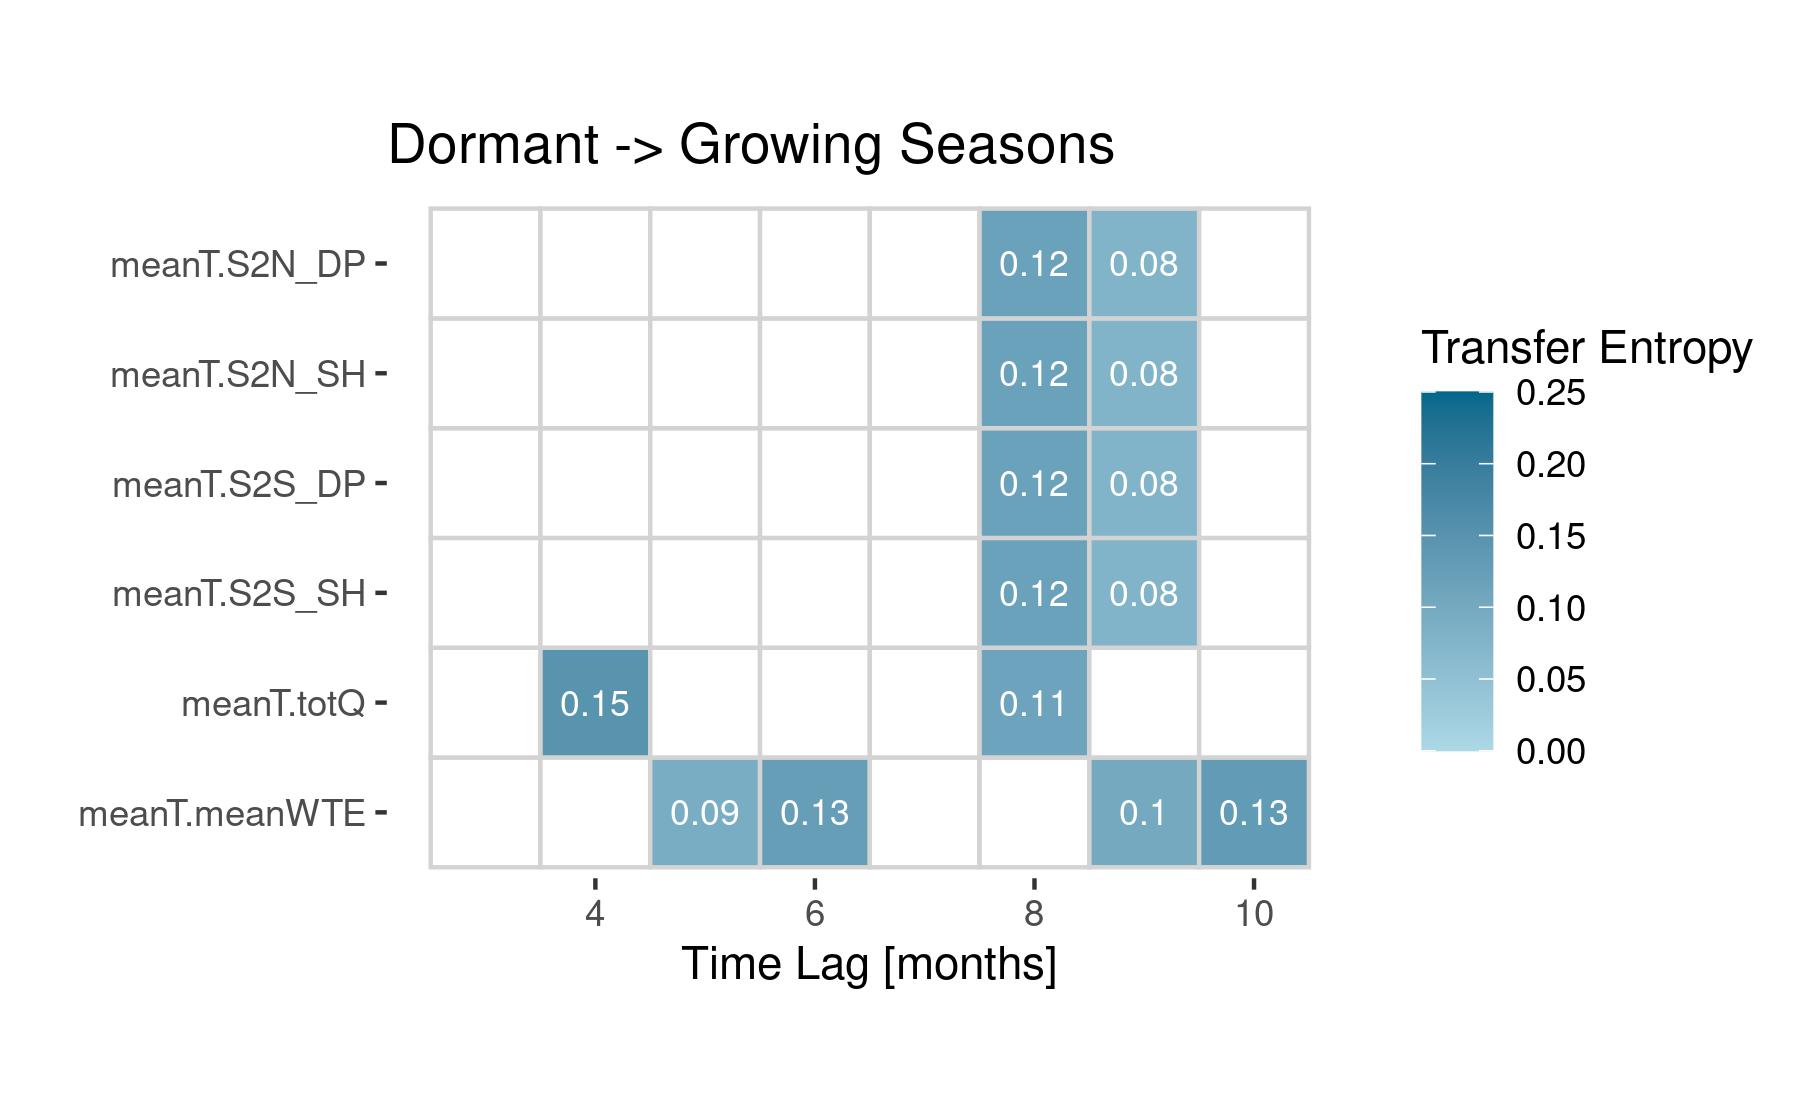 Dormant -> Growing Seasons
meanT.S2N_DP
0.12 0.08
meanT.S2N_SH
0.12 0.08
meanT.S2S_DP
0.12 0.08
meanT.S2S_SH
0.12 0.08
meanT.totQ
0.15 0.11
meanT.meanWTE
0.09 0.13 0.1 0.13
4 6 8 10
Time Lag [months]
Transfer Entropy
0.25
0.20
0.15
0.10
0.05
0.00